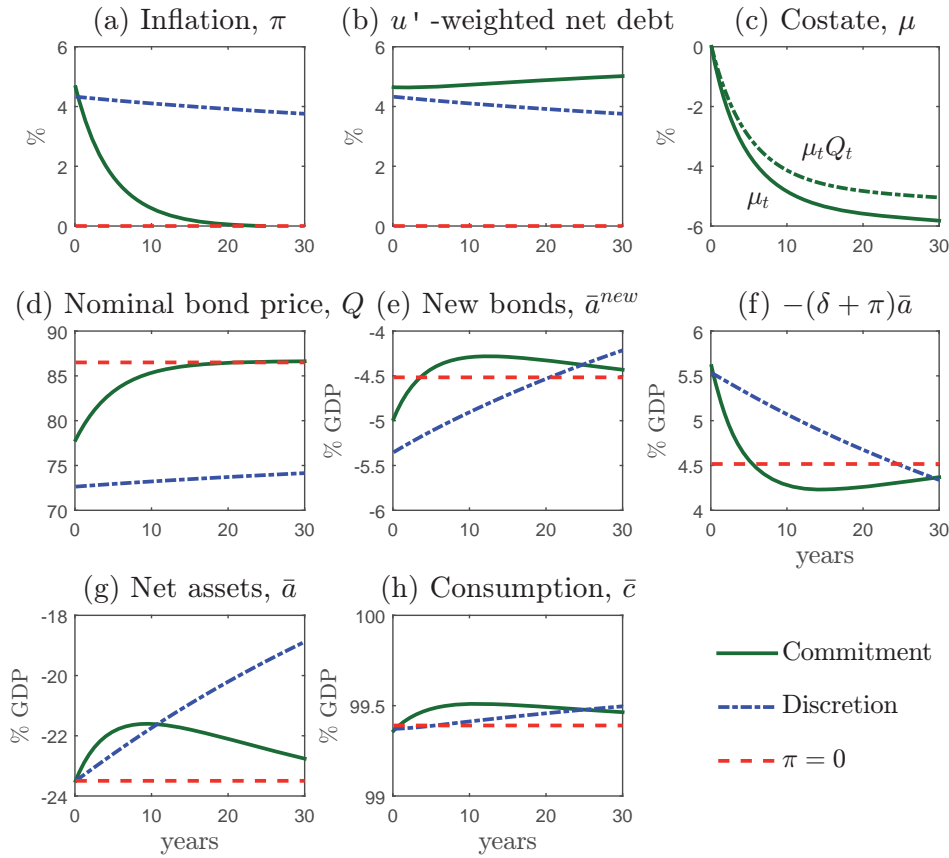 (a) Inflation, π
(b) u' -weighted net debt
(c) Costate, μ
%
6
4
2
0
0 10 20 30
%
6
4
2
0
0 10 20 30
%
0
-2
-4
-6
0 10 20 30
μ_t Q_t
μ_t
(d) Nominal bond price, Q
(e) New bonds, ā^{new}
(f) −(δ + π)ā
90
85
80
75
70
0 10 20 30
% GDP
-4
-4.5
-5
-5.5
-6
0 10 20 30
% GDP
6
5.5
5
4.5
4
0 10 20 30
years
(g) Net assets, ā
(h) Consumption, c̄
% GDP
-18
-20
-22
-24
0 10 20 30
years
% GDP
100
99.5
99
0 10 20 30
years
Commitment
Discretion
π = 0